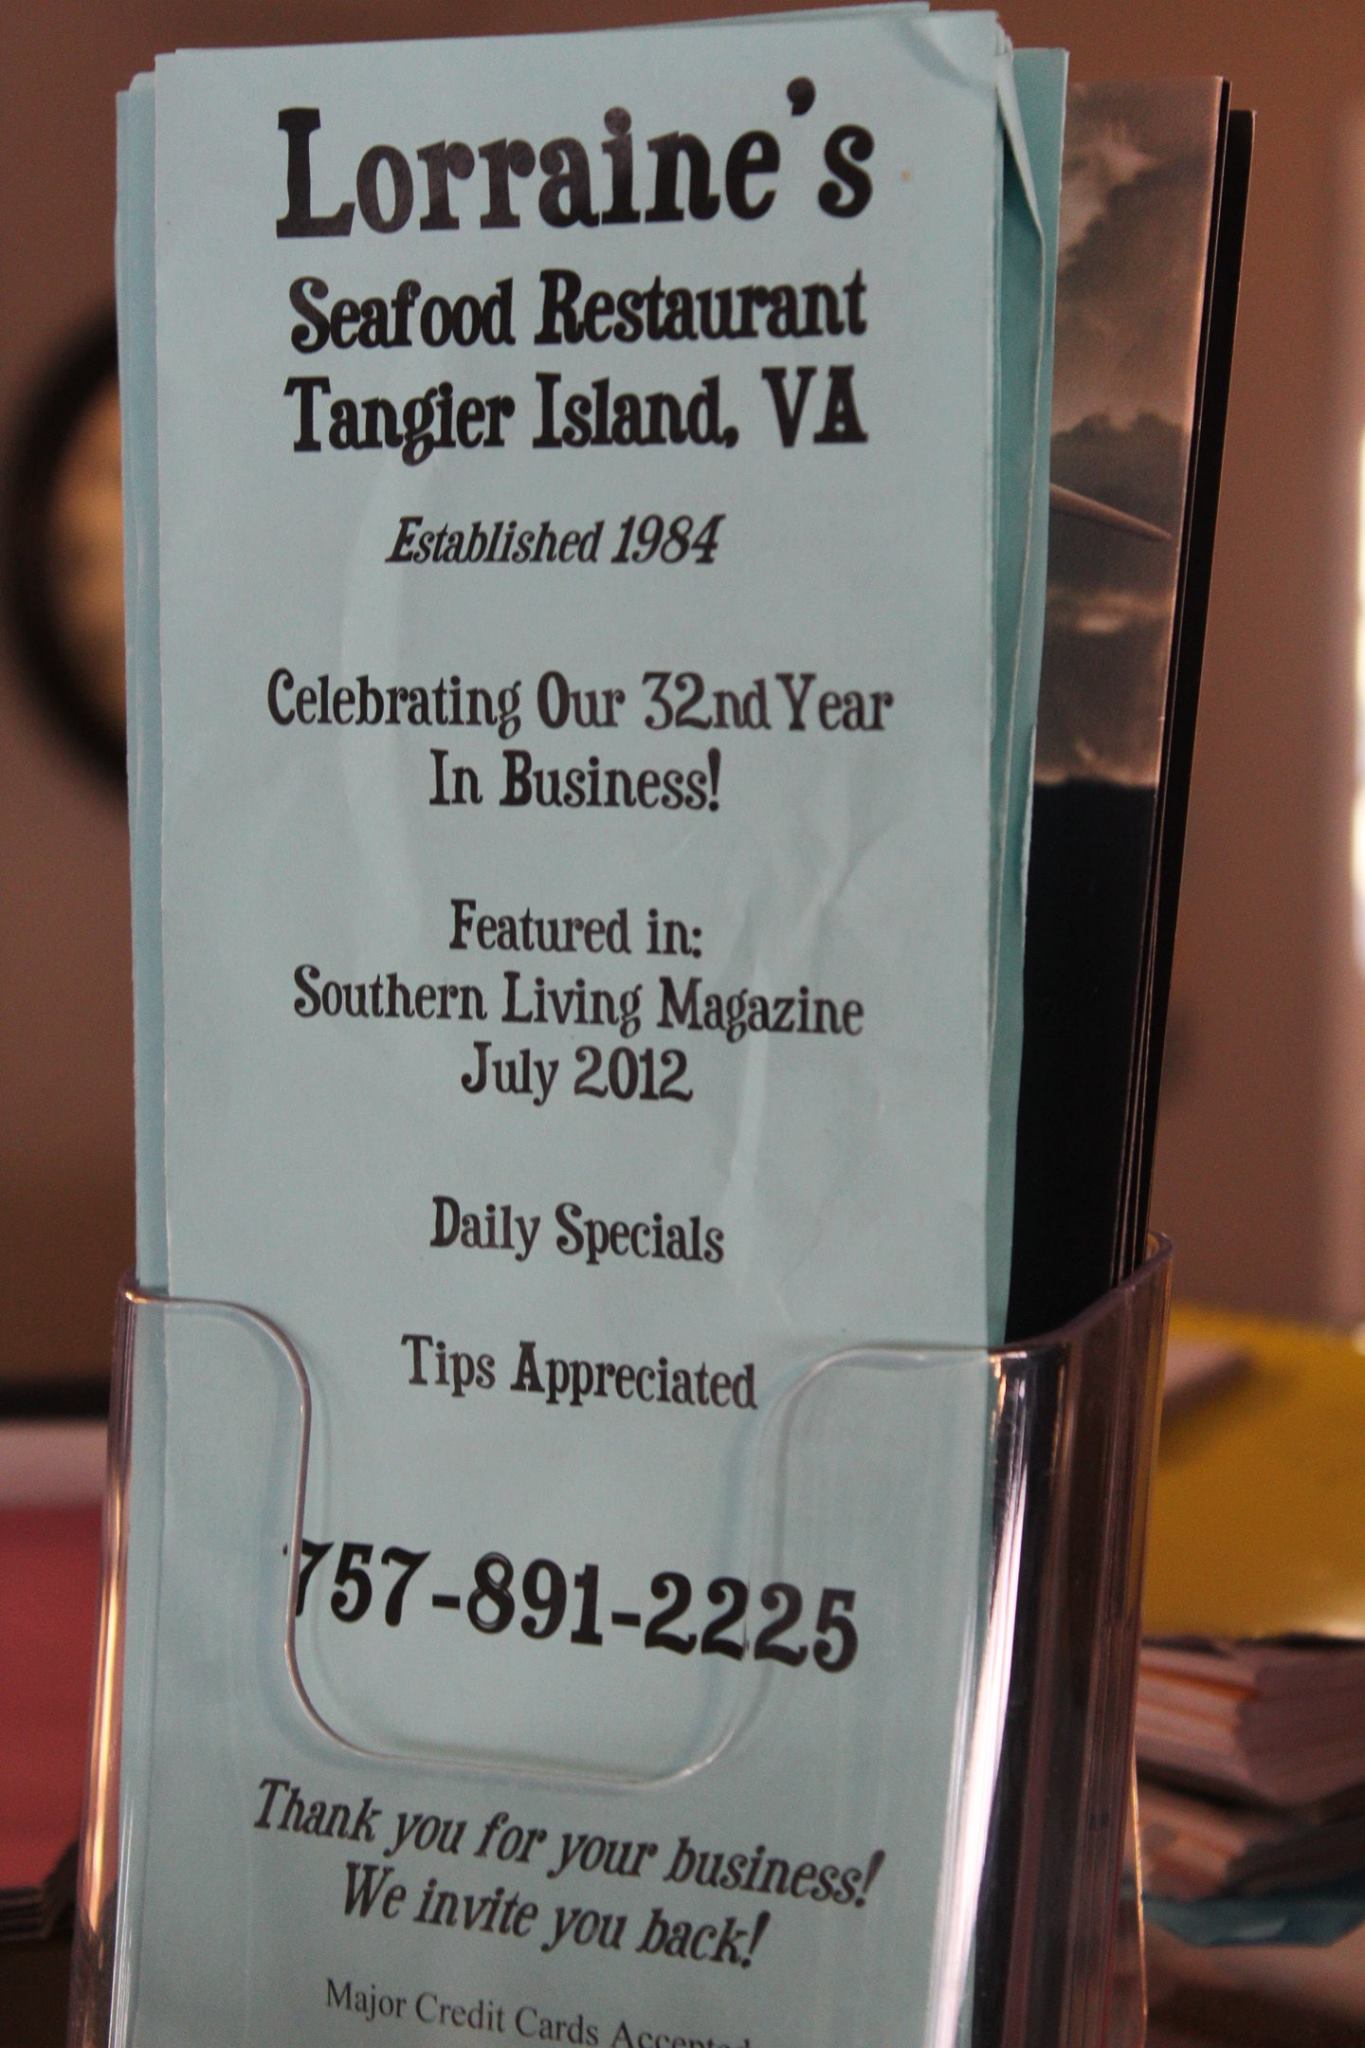 Lorraine's
Seafood Restaurant
Tangier Island, VA
Established 1984
Celebrating Our 32nd Year
In Business!
Featured in:
Southern Living Magazine
July 2012
Daily Specials
Tips Appreciated
757-891-2225
Thank you for your business!
We invite you back!
Major Credit Cards Accepted